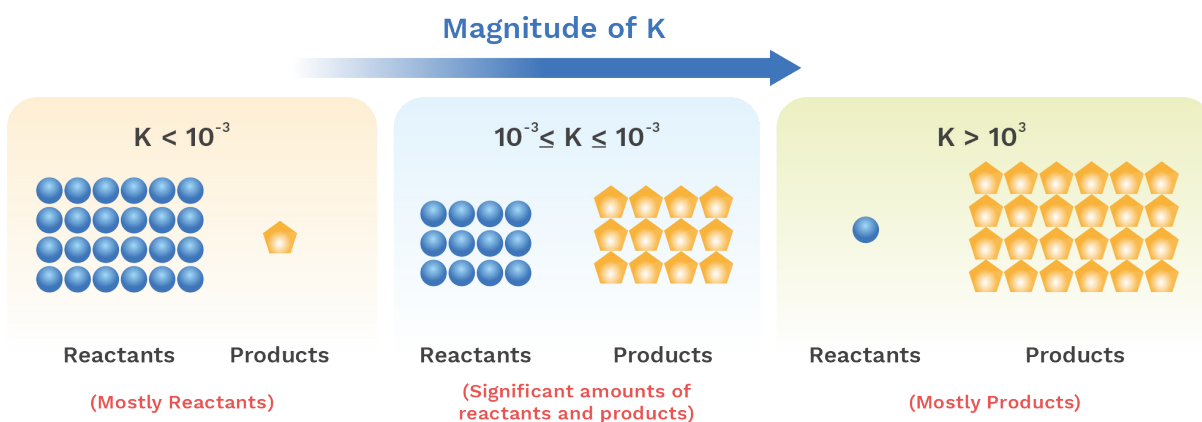 Magnitude of K
K < 10⁻³
10⁻³ ≤ K ≤ 10⁻³
K > 10³
Reactants
Products
Reactants
Products
Reactants
Products
(Mostly Reactants)
(Significant amounts of
reactants and products)
(Mostly Products)